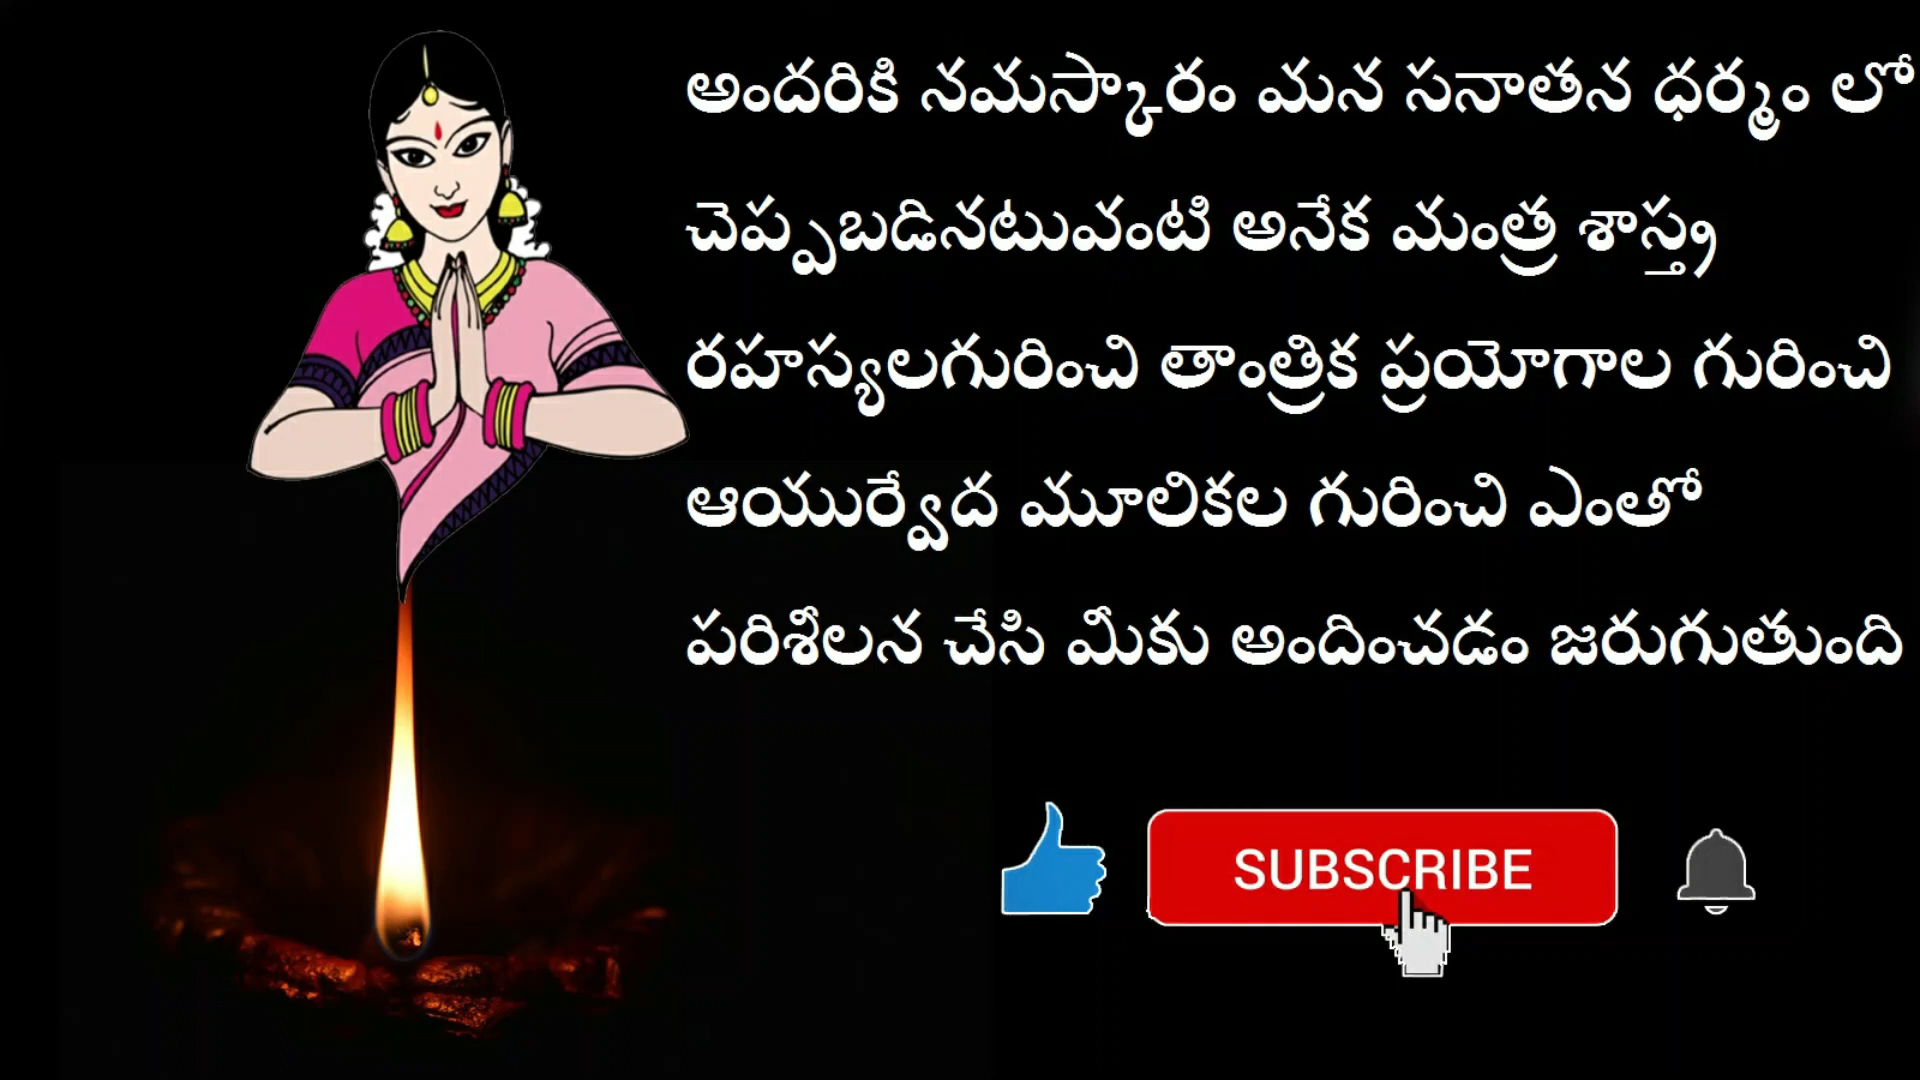 అందరికి నమస్కారం మన సనాతన ధర్మం లో
చెప్పబడినటువంటి అనేక మంత్ర శాస్త్ర
రహస్యలగురించి తాంత్రిక ప్రయోగాల గురించి
ఆయుర్వేద మూలికల గురించి ఎంతో
పరిశీలన చేసి మీకు అందించడం జరుగుతుంది
SUBSCRIBE